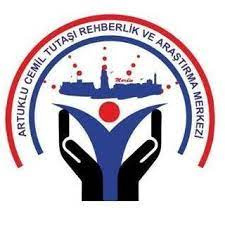 ARTUKLU CEMİL TUTAŞI REHBERLİK VE ARAŞTIRMA MERKEZİ
Mardin